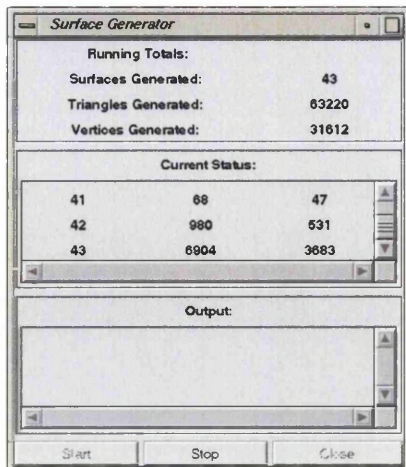 Surface Generator
Running Totals:
Surfaces Generated: 43
Triangles Generated: 63220
Vertices Generated: 31612
Current Status:
41 68 47
42 980 531
43 6904 3683
Output:
Start Stop Close